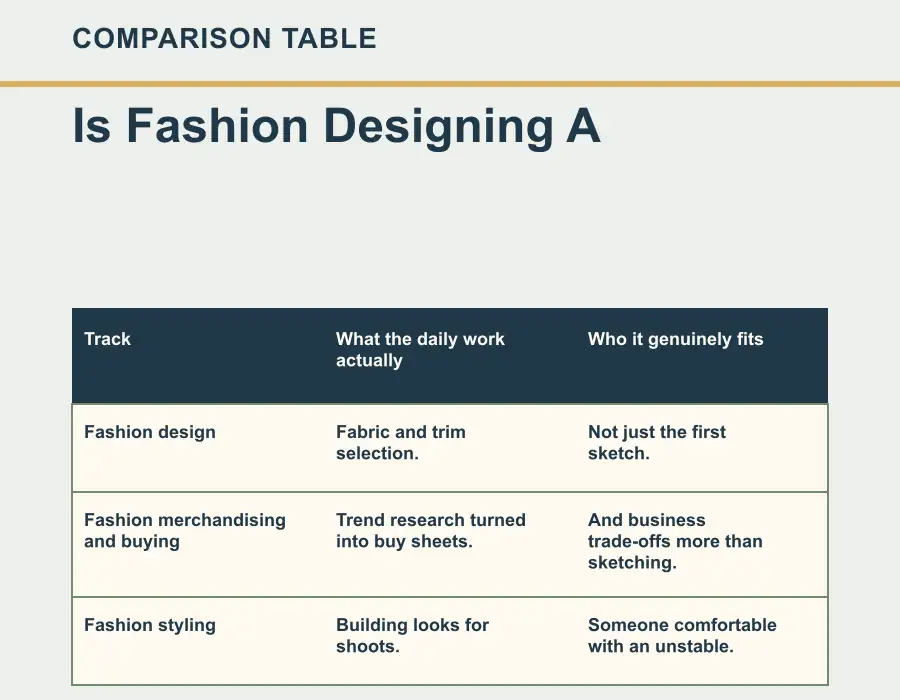 COMPARISON TABLE
Is Fashion Designing A
Track
What the daily work
actually
Who it genuinely fits
Fashion design
Fabric and trim
selection.
Not just the first
sketch.
Fashion merchandising
and buying
Trend research turned
into buy sheets.
And business
trade-offs more than
sketching.
Fashion styling
Building looks for
shoots.
Someone comfortable
with an unstable.